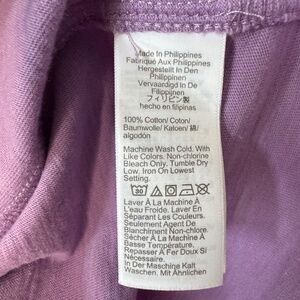 Made In Philippines
Fabriqué Aux Philippines
Hergestellt In Den
Philippinen
Vervaardigd In De
Filippijnen
フィリピン製
hecho en filipinas
100% Cotton/ Coton/
Baumwolle/ Katoen/ 綿/
algodón
Machine Wash Cold. With
Like Colors. Non-chlorine
Bleach Only. Tumble Dry
Low. Iron On Lowest
Setting.
30
Laver À La Machine À
L'eau Froide. Laver En
Séparant Les Couleurs.
Seulement Agent De
Blanchiment Non-Chlore.
Sécher À La Machine À
Basse Température.
Repasser À Fer Doux Si
Nécessaire.
In Der Maschine Kalt
Waschen. Mit Ähnlichen